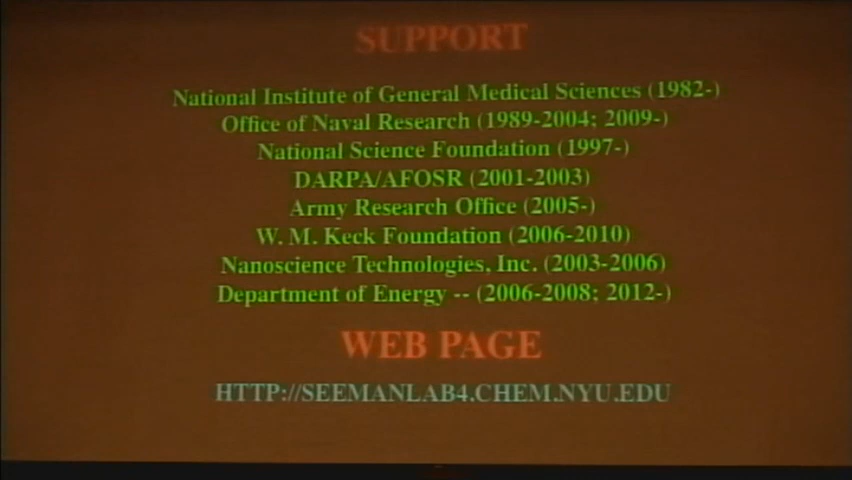 SUPPORT
National Institute of General Medical Sciences (1982-)
Office of Naval Research (1989-2004; 2009-)
National Science Foundation (1997-)
DARPA/AFOSR (2001-2003)
Army Research Office (2005-)
W. M. Keck Foundation (2006-2010)
Nanoscience Technologies, Inc. (2003-2006)
Department of Energy -- (2006-2008; 2012-)
WEB PAGE
HTTP://SEEMANLAB4.CHEM.NYU.EDU